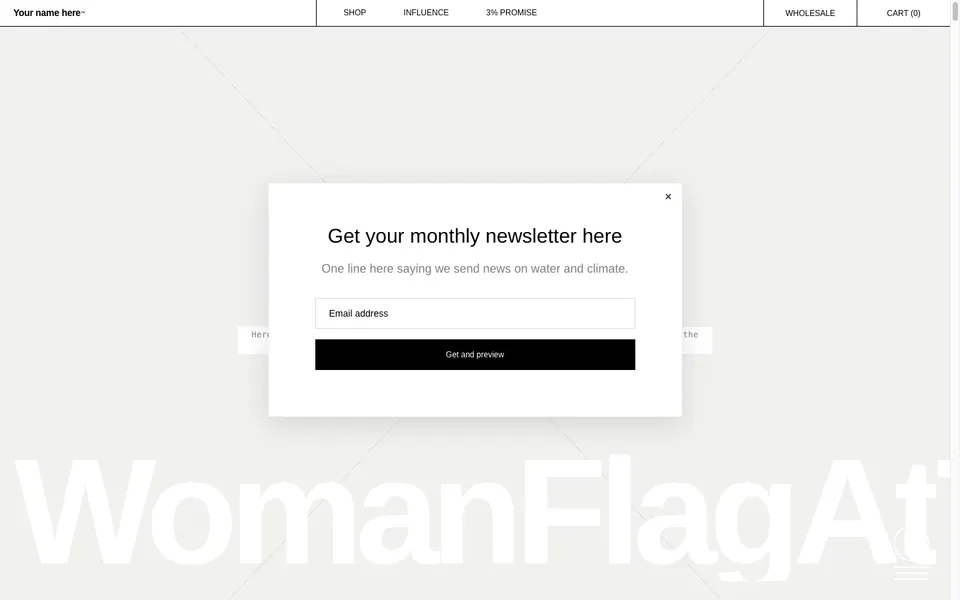 Your name here™
SHOP
INFLUENCE
3% PROMISE
WHOLESALE
CART (0)
×
Get your monthly newsletter here
One line here saying we send news on water and climate.
Email address
the
Get and preview
WomanFlagAt